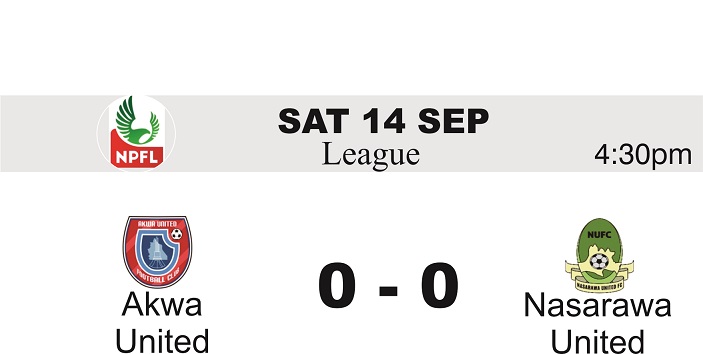 SAT 14 SEP
NPFL
League
4:30pm
AKWA UNITED
FOOTBALL CLUB
NUFC
NASARAWA UNITED FC
0 - 0
Akwa
United
Nasarawa
United